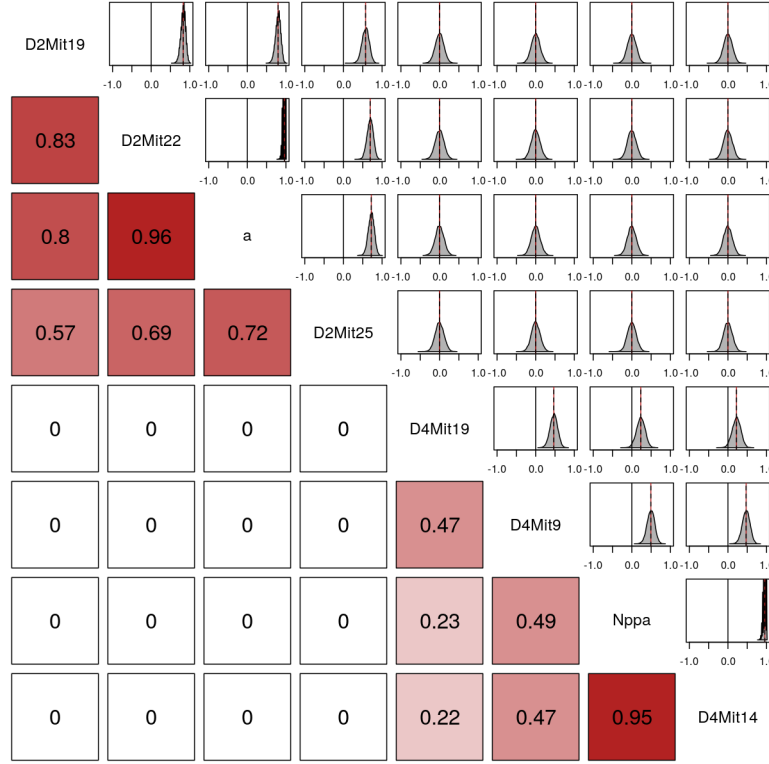 D2Mit19
-1.0 0.0 1.0 -1.0 0.0 1.0 -1.0 0.0 1.0 -1.0 0.0 1.0 -1.0 0.0 1.0 -1.0 0.0 1.0 -1.0 0.0 1.0
0.83 D2Mit22
-1.0 0.0 1.0 -1.0 0.0 1.0 -1.0 0.0 1.0 -1.0 0.0 1.0 -1.0 0.0 1.0 -1.0 0.0 1.0
0.8 0.96 a
-1.0 0.0 1.0 -1.0 0.0 1.0 -1.0 0.0 1.0 -1.0 0.0 1.0 -1.0 0.0 1.0
0.57 0.69 0.72 D2Mit25
-1.0 0.0 1.0 -1.0 0.0 1.0 -1.0 0.0 1.0 -1.0 0.0 1.0
0 0 0 0 D4Mit19
-1.0 0.0 1.0 -1.0 0.0 1.0 -1.0 0.0 1.0
0 0 0 0 0.47 D4Mit9
-1.0 0.0 1.0 -1.0 0.0 1.0
0 0 0 0 0.23 0.49 Nppa
-1.0 0.0 1.0
0 0 0 0 0.22 0.47 0.95 D4Mit14